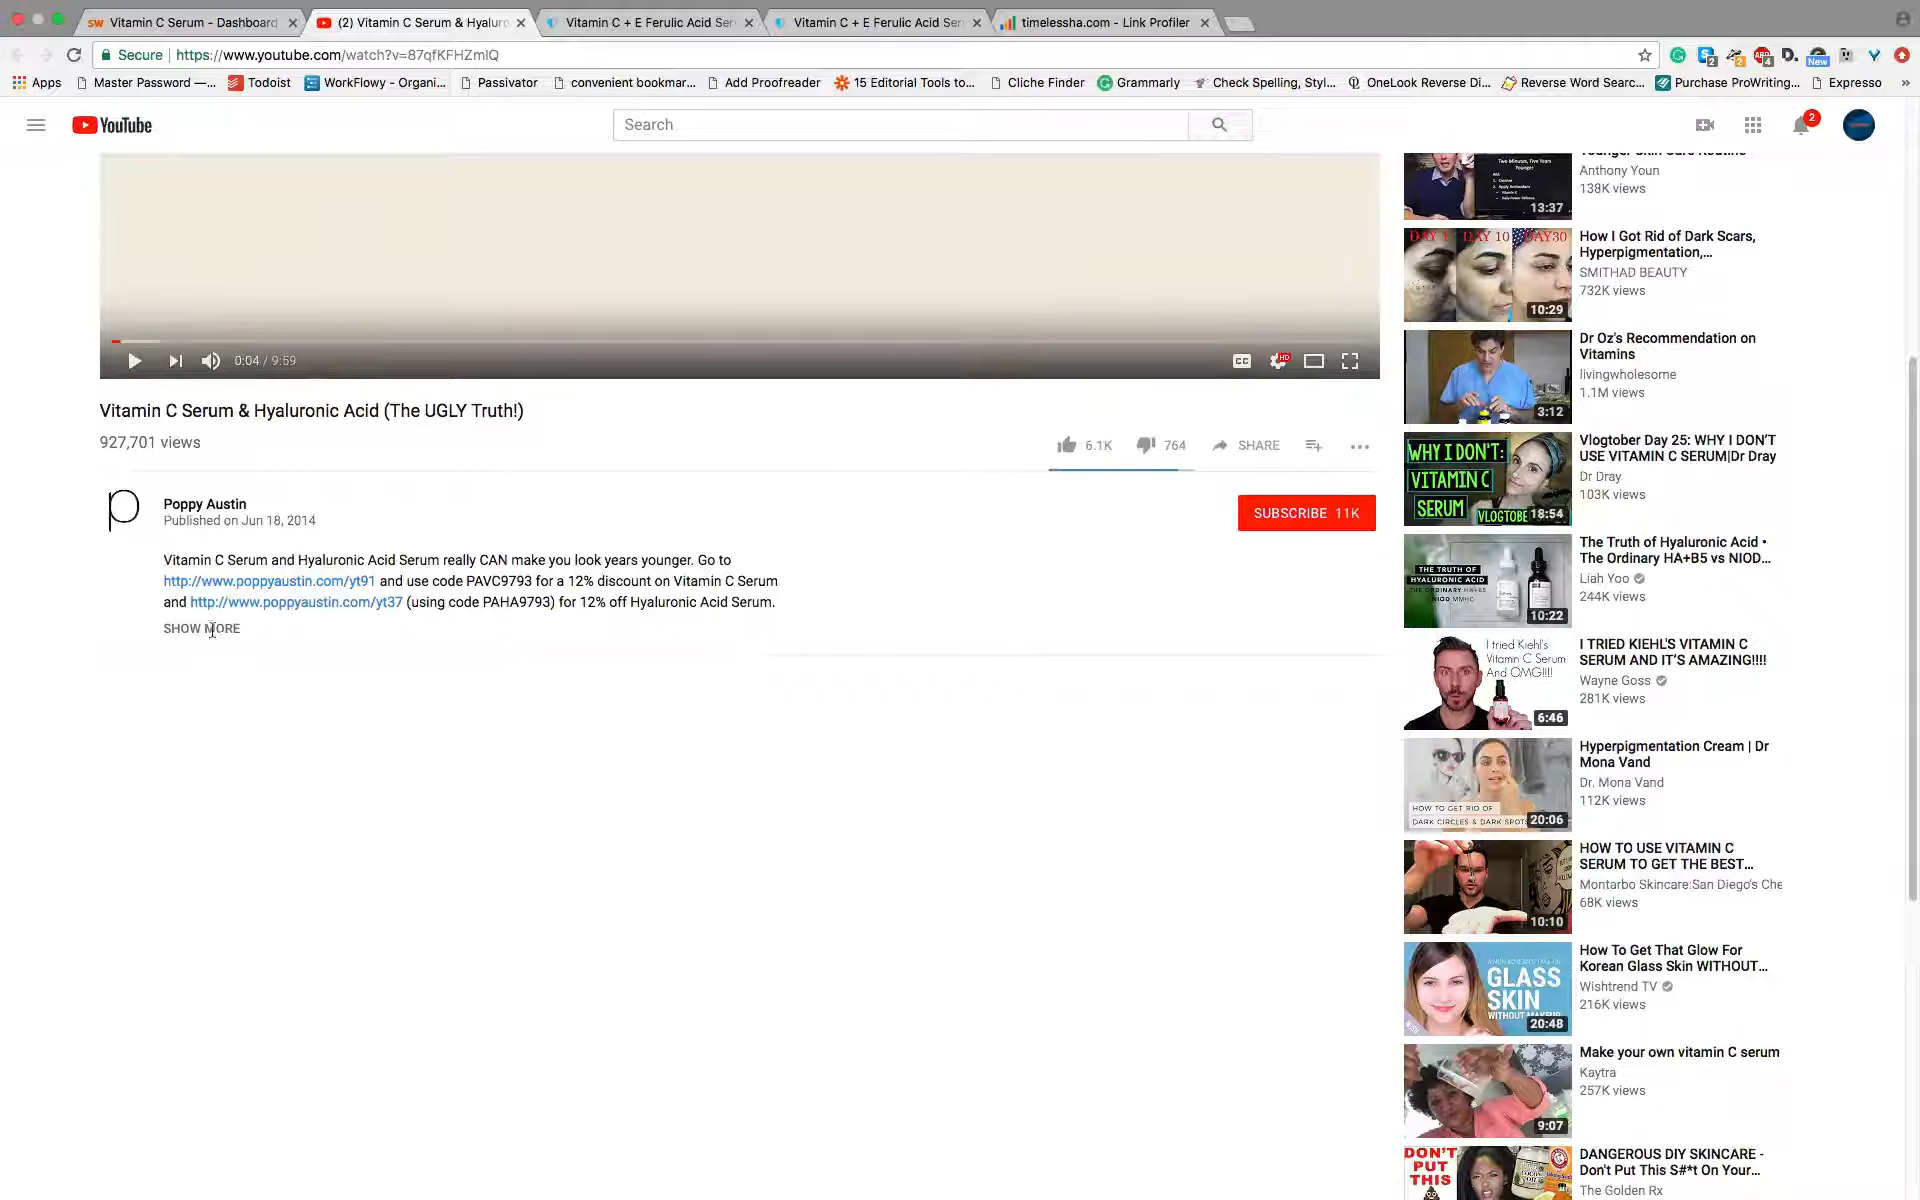 Vitamin C Serum - Dashboard
(2) Vitamin C Serum & Hyaluro
Vitamin C + E Ferulic Acid Ser
Vitamin C + E Ferulic Acid Ser
timelessha.com - Link Profiler
Secure
https://www.youtube.com/watch?v=87qfKFHZmlQ
Apps
Master Password —...
Todoist
WorkFlowy - Organi...
Passivator
convenient bookmar...
Add Proofreader
15 Editorial Tools to...
Cliche Finder
Grammarly
Check Spelling, Styl...
OneLook Reverse Di...
Reverse Word Searc...
Purchase ProWriting...
Expresso
YouTube
Search
2
0:04 / 9:59
CC
HD
Vitamin C Serum & Hyaluronic Acid (The UGLY Truth!)
927,701 views
6.1K
764
SHARE
Poppy Austin
Published on Jun 18, 2014
SUBSCRIBE 11K
Vitamin C Serum and Hyaluronic Acid Serum really CAN make you look years younger. Go to
http://www.poppyaustin.com/yt91 and use code PAVC9793 for a 12% discount on Vitamin C Serum
and http://www.poppyaustin.com/yt37 (using code PAHA9793) for 12% off Hyaluronic Acid Serum.
SHOW MORE
Two Minutes, Five Years
Younger
13:37
Anthony Youn
138K views
DAY 10
DAY30
10:29
How I Got Rid of Dark Scars,
Hyperpigmentation,...
SMITHAD BEAUTY
732K views
3:12
Dr Oz's Recommendation on
Vitamins
livingwholesome
1.1M views
WHY I DON'T:
VITAMIN C
SERUM
VLOGTOBE
18:54
Vlogtober Day 25: WHY I DON'T
USE VITAMIN C SERUM|Dr Dray
Dr Dray
103K views
THE TRUTH OF
HYALURONIC ACID
10:22
The Truth of Hyaluronic Acid •
The Ordinary HA+B5 vs NIOD...
Liah Yoo
244K views
I tried Kiehl's
Vitamin C Serum
And OMG!!!!
6:46
I TRIED KIEHL'S VITAMIN C
SERUM AND IT'S AMAZING!!!!
Wayne Goss
281K views
HOW TO GET RID OF
DARK CIRCLES & DARK SPOTS
20:06
Hyperpigmentation Cream | Dr
Mona Vand
Dr. Mona Vand
112K views
10:10
HOW TO USE VITAMIN C
SERUM TO GET THE BEST...
Montarbo Skincare:San Diego's Che
68K views
GLASS
SKIN
WITHOUT MAKEUP
20:48
How To Get That Glow For
Korean Glass Skin WITHOUT...
Wishtrend TV
216K views
9:07
Make your own vitamin C serum
Kaytra
257K views
DON'T
PUT
THIS
DANGEROUS DIY SKINCARE -
Don't Put This S#*t On Your...
The Golden Rx